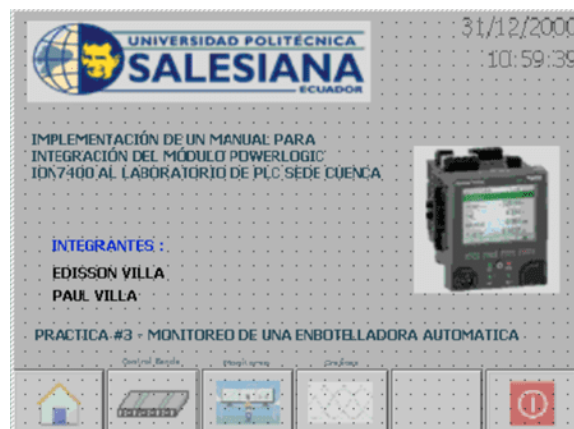 UNIVERSIDAD POLITÉCNICA
SALESIANA
ECUADOR
31/12/2000
10:59:39
IMPLEMENTACIÓN DE UN MANUAL PARA
INTEGRACIÓN DEL MÓDULO POWERLOGIC
ION7400 AL LABORATORIO DE PLC SEDE CUENCA
INTEGRANTES :
EDISSON VILLA
PAUL VILLA
PRACTICA #3 - MONITOREO DE UNA ENBOTELLADORA AUTOMATICA